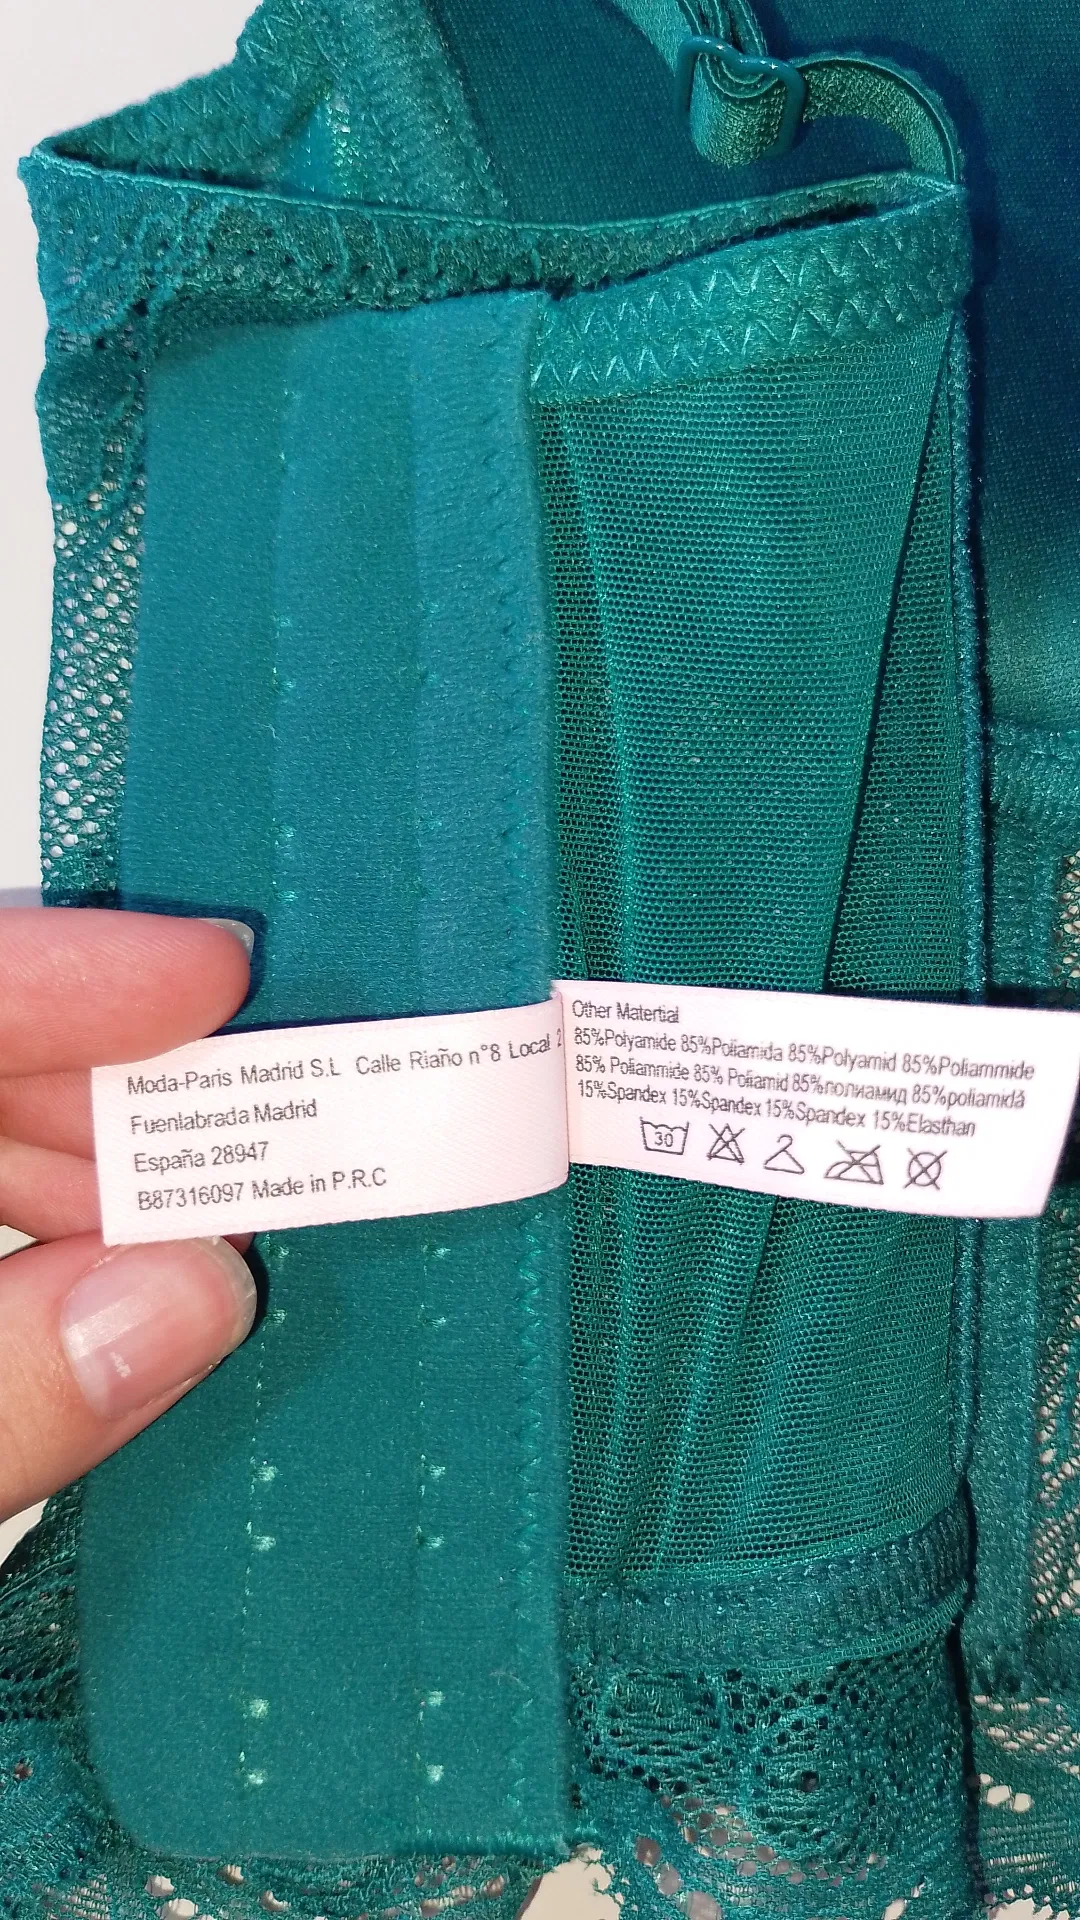 Moda-Paris Madrid S.L Calle Riaño n°8 Local 2
Fuenlabrada Madrid
España 28947
B87316097 Made in P.R.C
Other Matertial
85%Polyamide 85%Poliamida 85%Polyamid 85%Poliammide
85% Poliammide 85% Poliamid 85%полиамид 85%poliamidă
15%Spandex 15%Spandex 15%Spandex 15%Elasthan
30